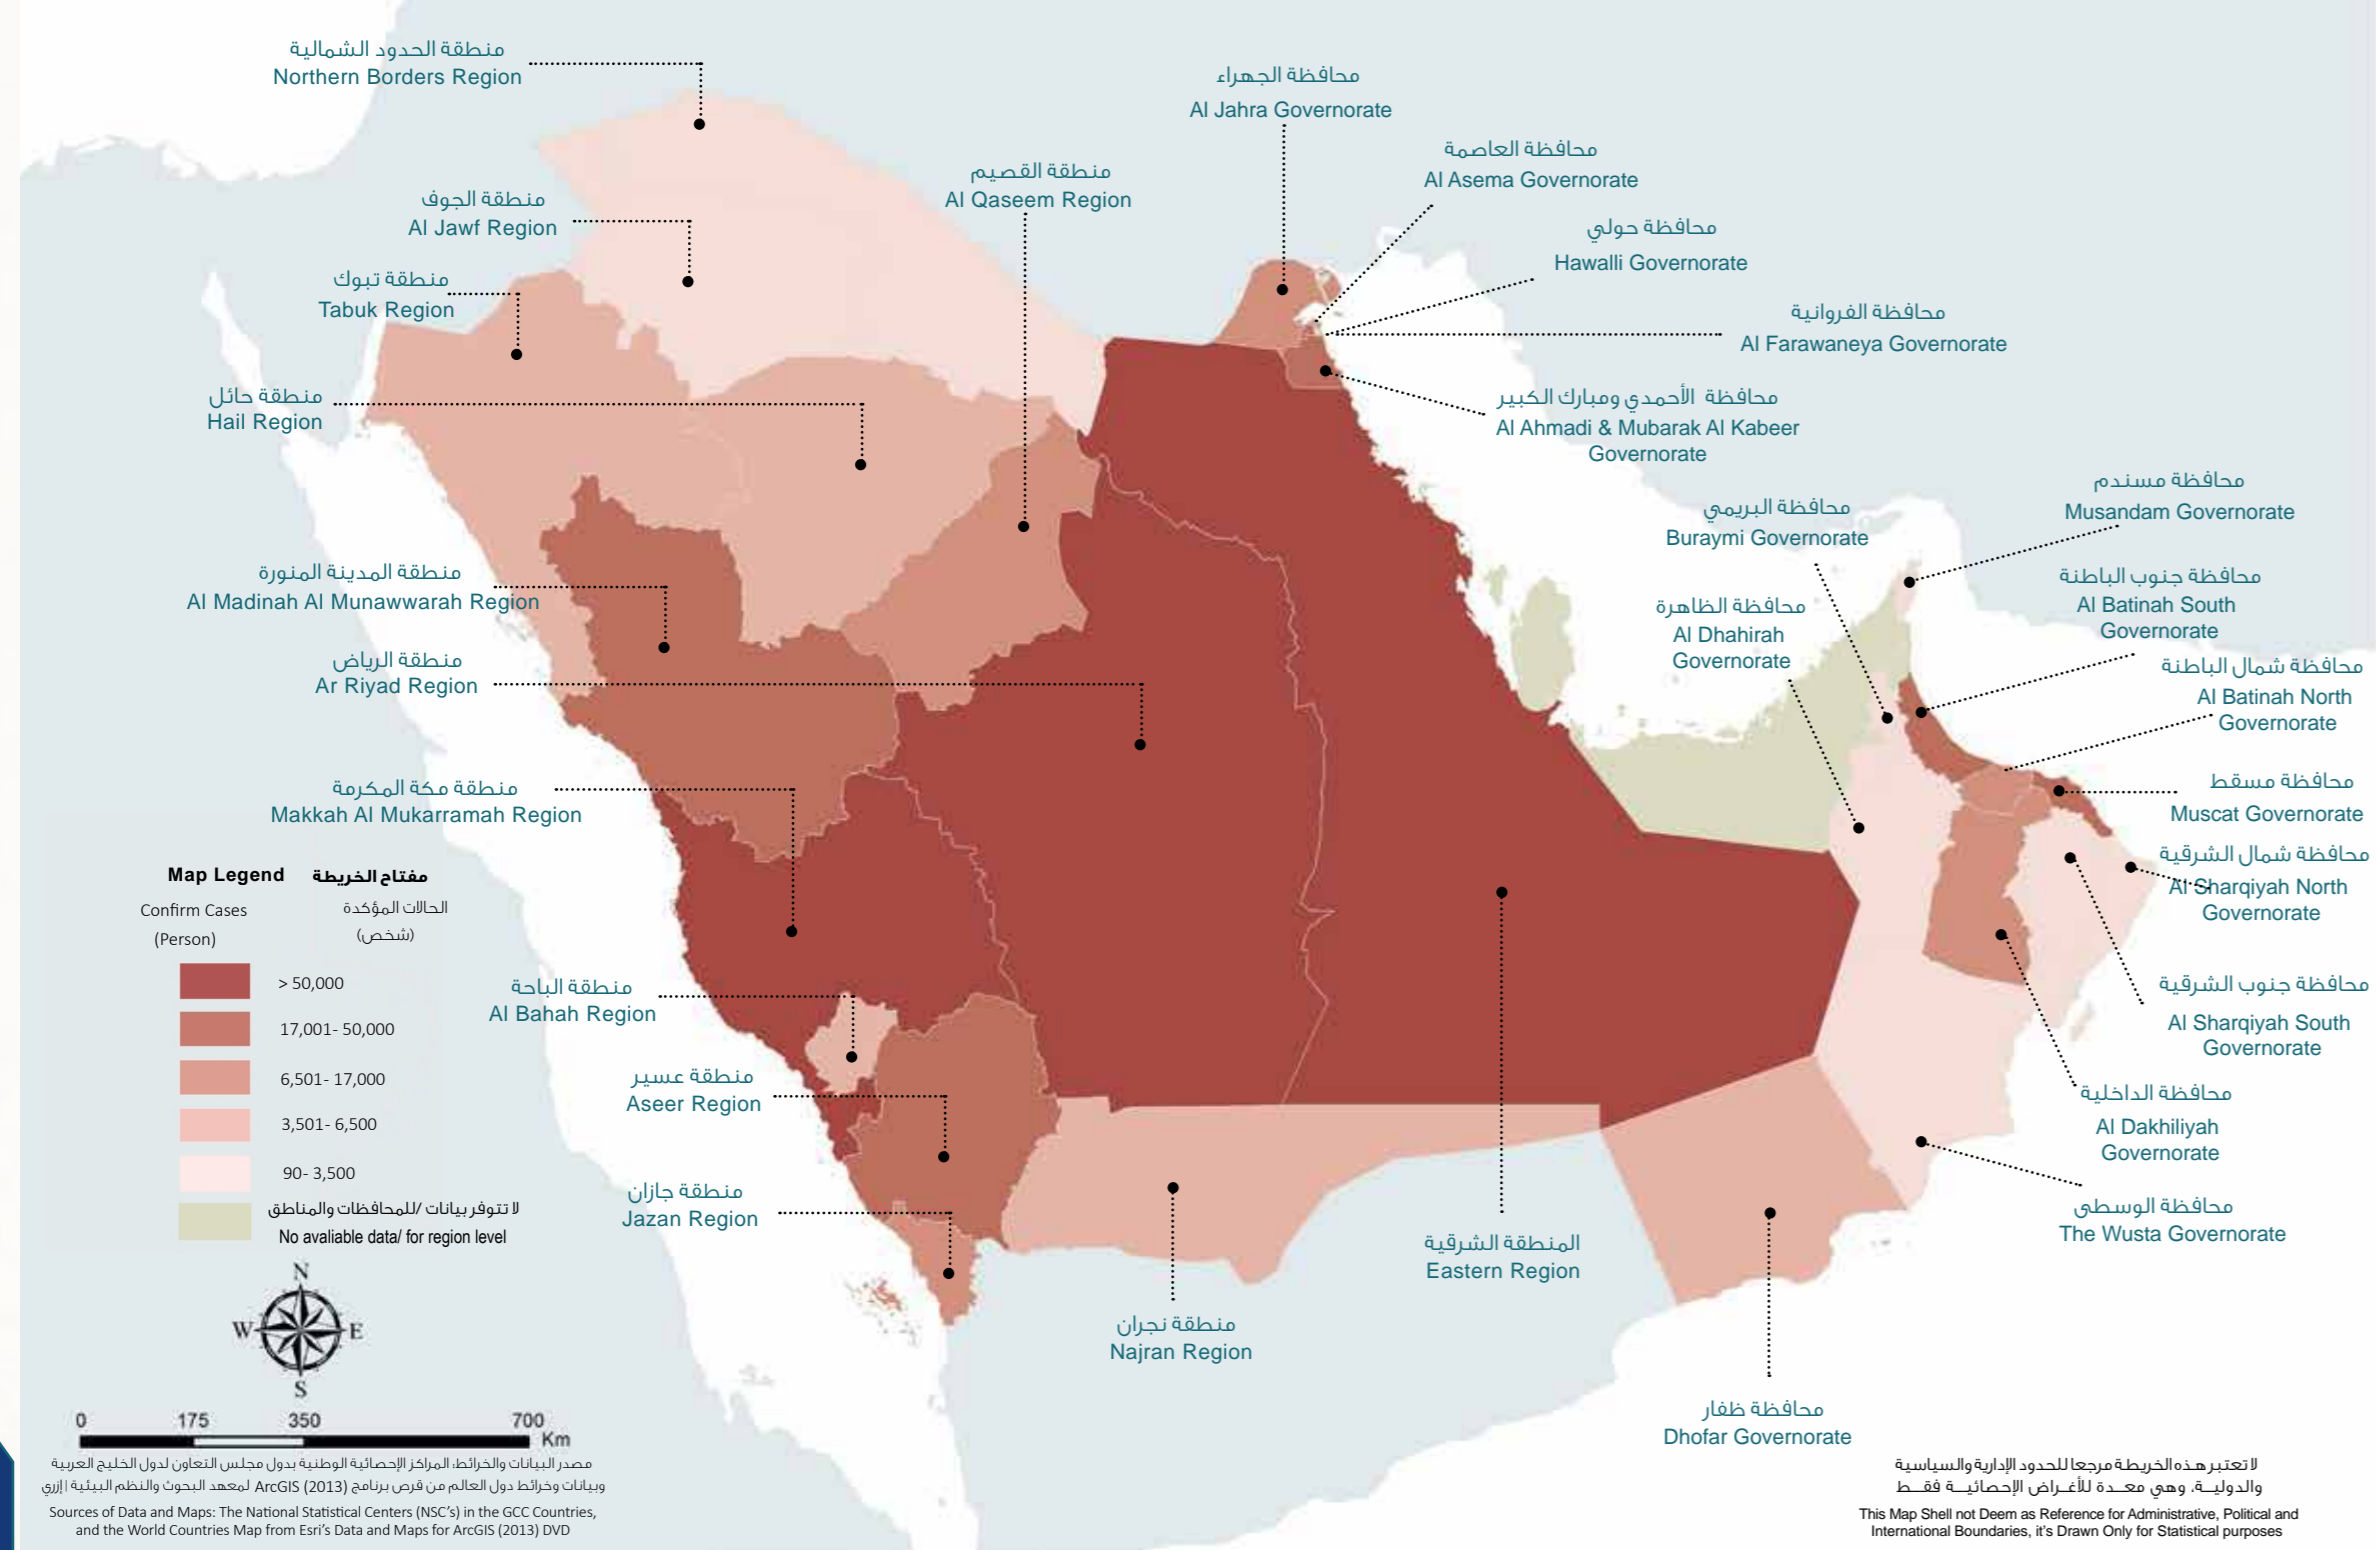 منطقة الحدود الشمالية
Northern Borders Region
محافظة الجهراء
Al Jahra Governorate
محافظة العاصمة
Al Asema Governorate
منطقة القصيم
Al Qaseem Region
منطقة الجوف
Al Jawf Region
محافظة حولي
Hawalli Governorate
منطقة تبوك
Tabuk Region
محافظة الفروانية
Al Farawaneya Governorate
منطقة حائل
Hail Region
محافظة الأحمدي ومبارك الكبير
Al Ahmadi & Mubarak Al Kabeer
Governorate
محافظة مسندم
Musandam Governorate
محافظة البريمي
Buraymi Governorate
منطقة المدينة المنورة
Al Madinah Al Munawwarah Region
محافظة جنوب الباطنة
Al Batinah South
Governorate
محافظة الظاهرة
Al Dhahirah
Governorate
منطقة الرياض
Ar Riyad Region
محافظة شمال الباطنة
Al Batinah North
Governorate
منطقة مكة المكرمة
Makkah Al Mukarramah Region
محافظة مسقط
Muscat Governorate
محافظة شمال الشرقية
Al Sharqiyah North
Governorate
Map Legend مفتاح الخريطة
Confirm Cases الحالات المؤكدة
(Person) (شخص)
> 50,000
17,001- 50,000
6,501- 17,000
3,501- 6,500
90- 3,500
لا تتوفر بيانات /للمحافظات والمناطق
No avaliable data/ for region level
منطقة الباحة
Al Bahah Region
محافظة جنوب الشرقية
Al Sharqiyah South
Governorate
منطقة عسير
Aseer Region
محافظة الداخلية
Al Dakhiliyah
Governorate
منطقة جازان
Jazan Region
محافظة الوسطى
The Wusta Governorate
المنطقة الشرقية
Eastern Region
منطقة نجران
Najran Region
محافظة ظفار
Dhofar Governorate
N
W E
S
0 175 350 700
Km
مصدر البيانات والخرائط: المراكز الإحصائية الوطنية بدول مجلس التعاون لدول الخليج العربية
وبيانات وخرائط دول العالم من قرص برنامج ArcGIS (2013) لمعهد البحوث والنظم البيئية | إزري
Sources of Data and Maps: The National Statistical Centers (NSC's) in the GCC Countries,
and the World Countries Map from Esri's Data and Maps for ArcGIS (2013) DVD
لا تعتبر هذه الخريطة مرجعا للحدود الإدارية والسياسية
والدولية، وهي معدة للأغراض الإحصائية فقط
This Map Shell not Deem as Reference for Administrative, Political and
International Boundaries, it's Drawn Only for Statistical purposes